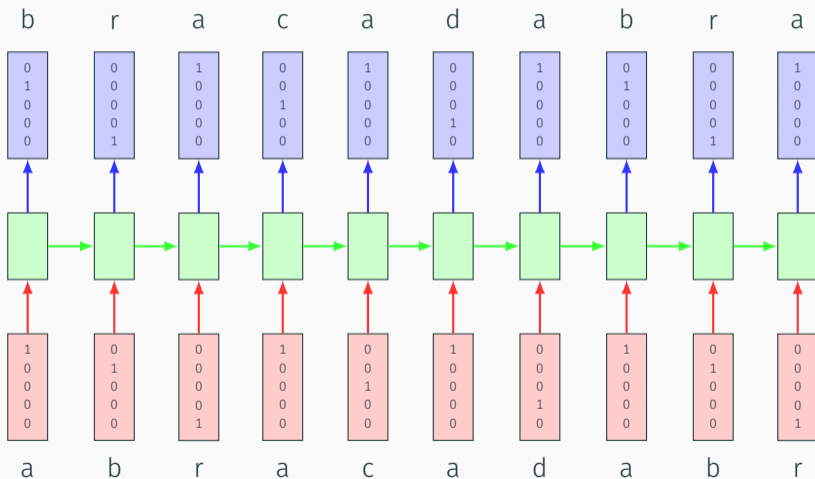 b r a c a d a b r a
0 0 1 0 1 0 1 0 0 1
1 0 0 0 0 0 0 1 0 0
0 0 0 1 0 0 0 0 0 0
0 0 0 0 0 1 0 0 0 0
0 1 0 0 0 0 0 0 1 0
1 0 0 1 0 1 0 1 0 0
0 1 0 0 0 0 0 0 1 0
0 0 0 0 1 0 0 0 0 0
0 0 0 0 0 0 1 0 0 0
0 0 1 0 0 0 0 0 0 1
a b r a c a d a b r